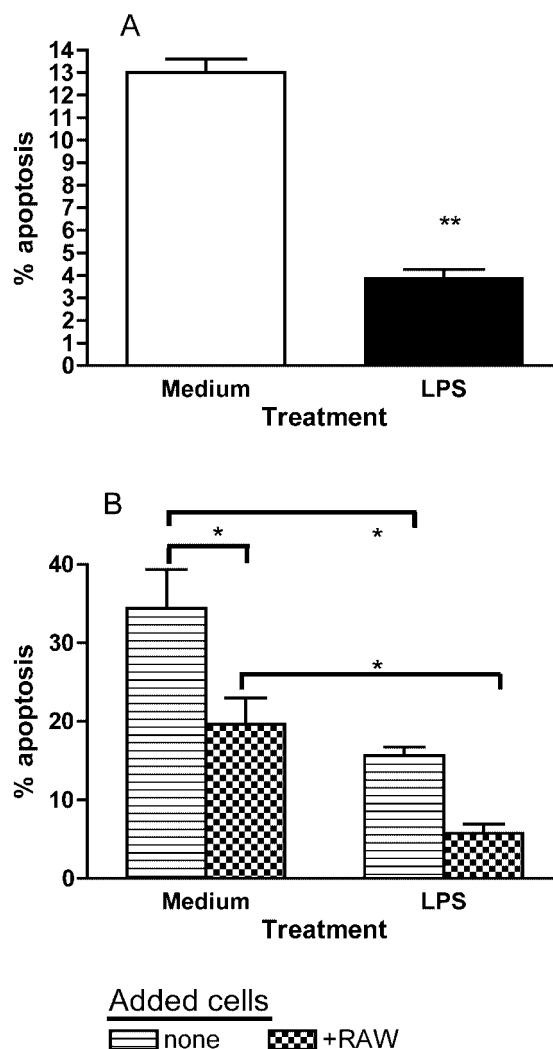 A
% apoptosis
14
13
12
11
10
9
8
7
6
5
4
3
2
1
0
**
Medium LPS
Treatment
B
* *
*
% apoptosis
40
30
20
10
0
Medium LPS
Treatment
Added cells
none +RAW